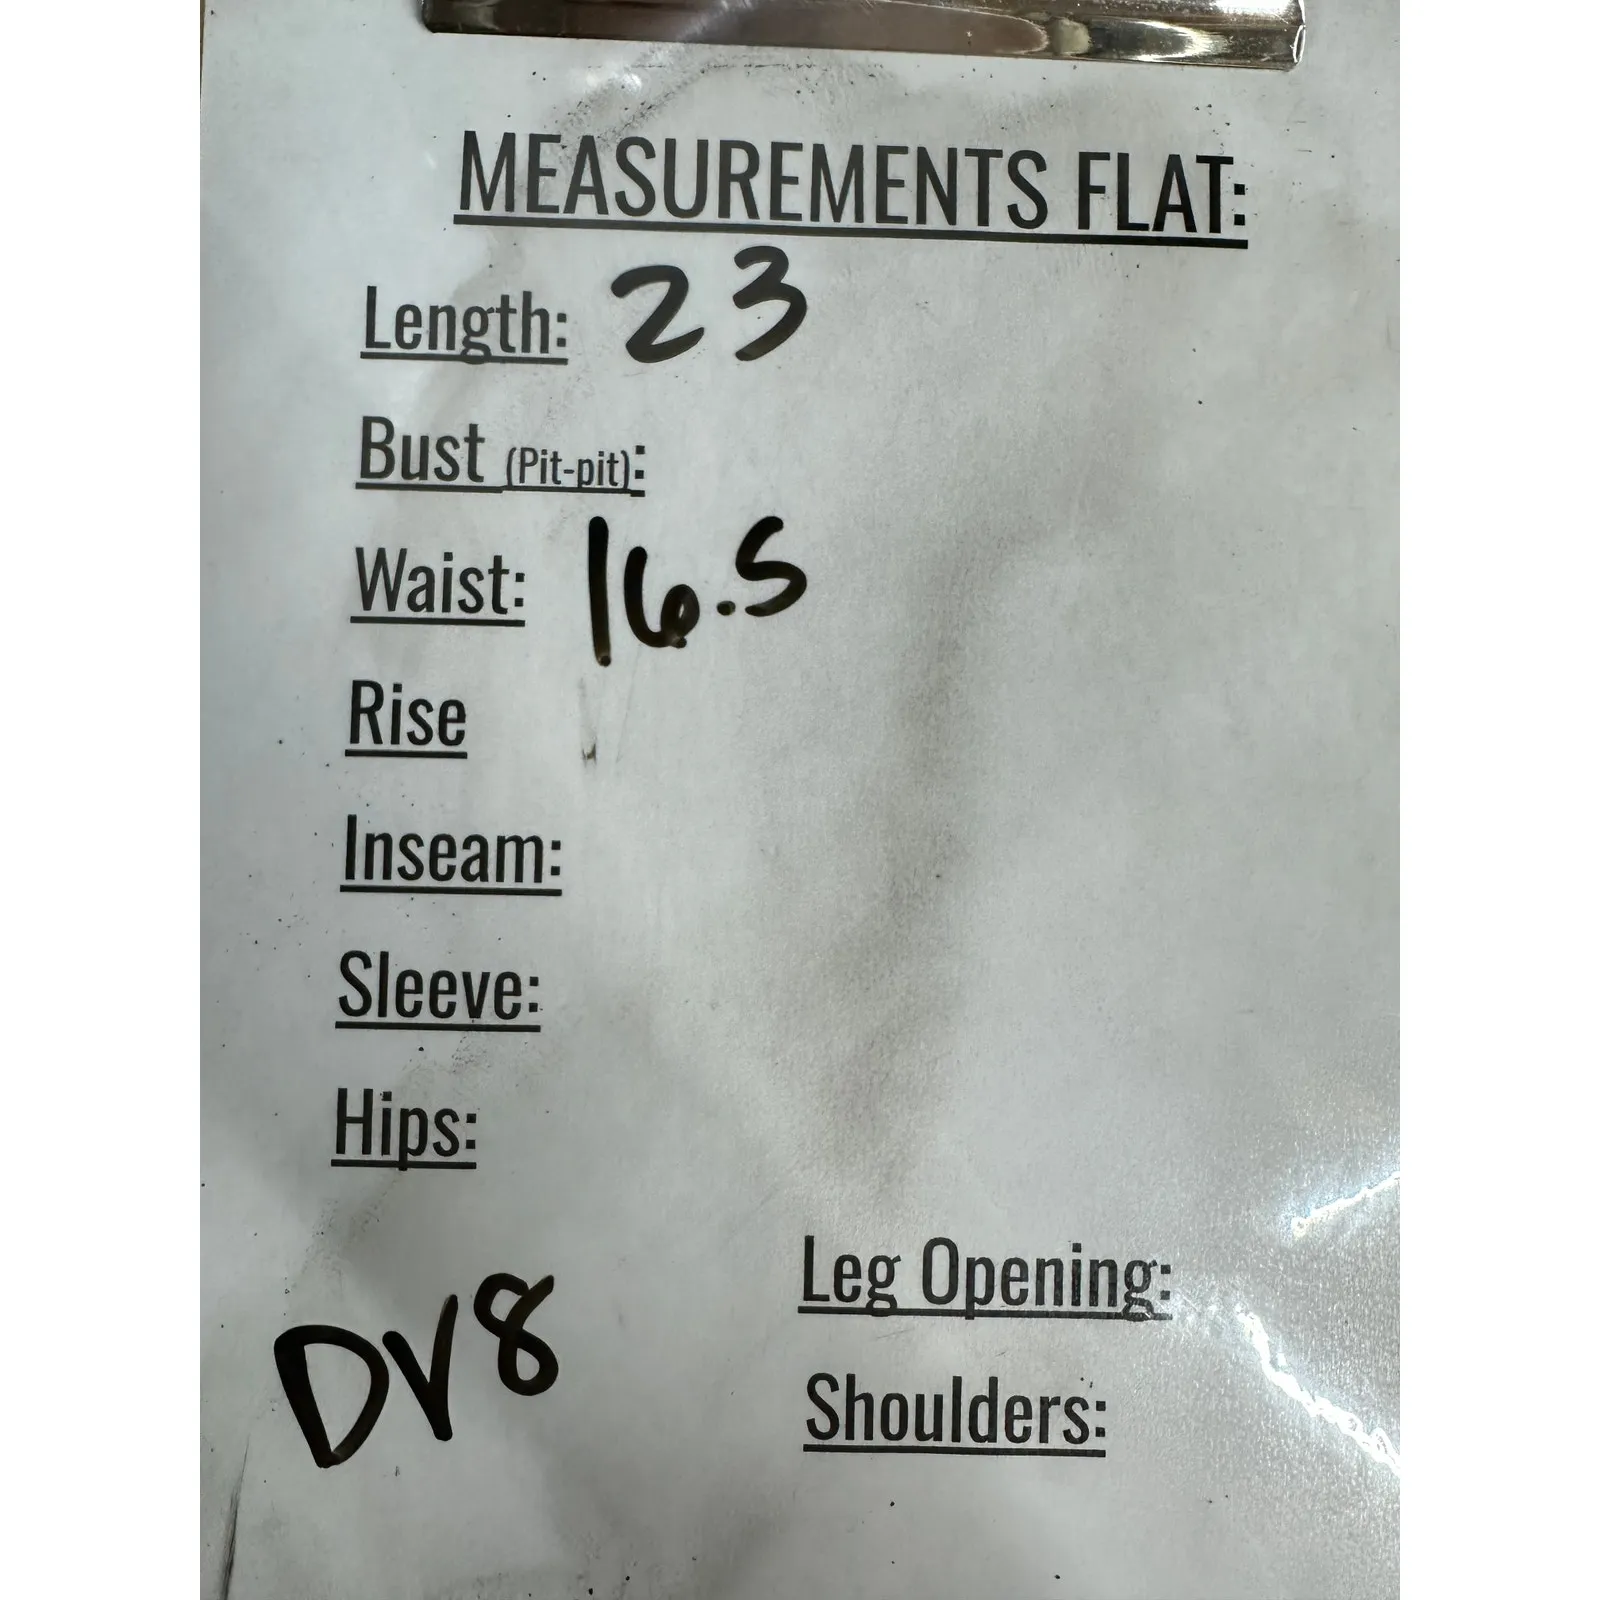 MEASUREMENTS FLAT:
Length: 23
Bust (Pit-pit):
Waist: 16.5
Rise
Inseam:
Sleeve:
Hips:
Leg Opening:
DV8
Shoulders: